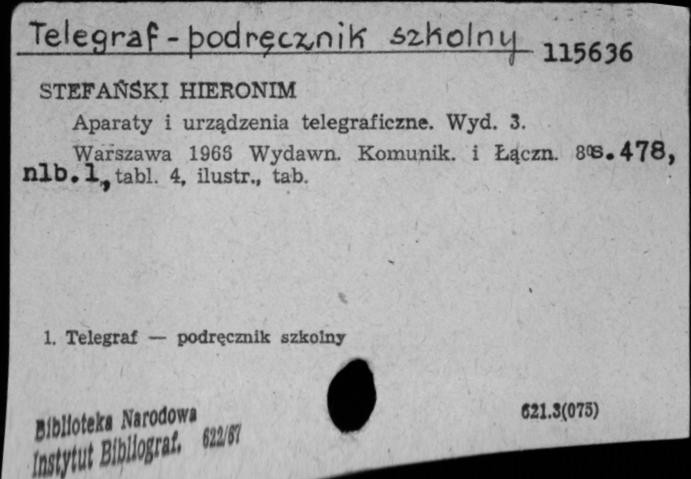 Telegraf - podręcznik szkolny 115636
STEFAŃSKI HIERONIM
Aparaty i urządzenia telegraficzne. Wyd. 3.
Warszawa 1966 Wydawn. Komunik. i Łączn. 8° s. 478,
nlb. 1, tabl. 4, ilustr., tab.
1. Telegraf — podręcznik szkolny
621.3(075)
Biblioteka Narodowa
Instytut Bibliograf. 622/67